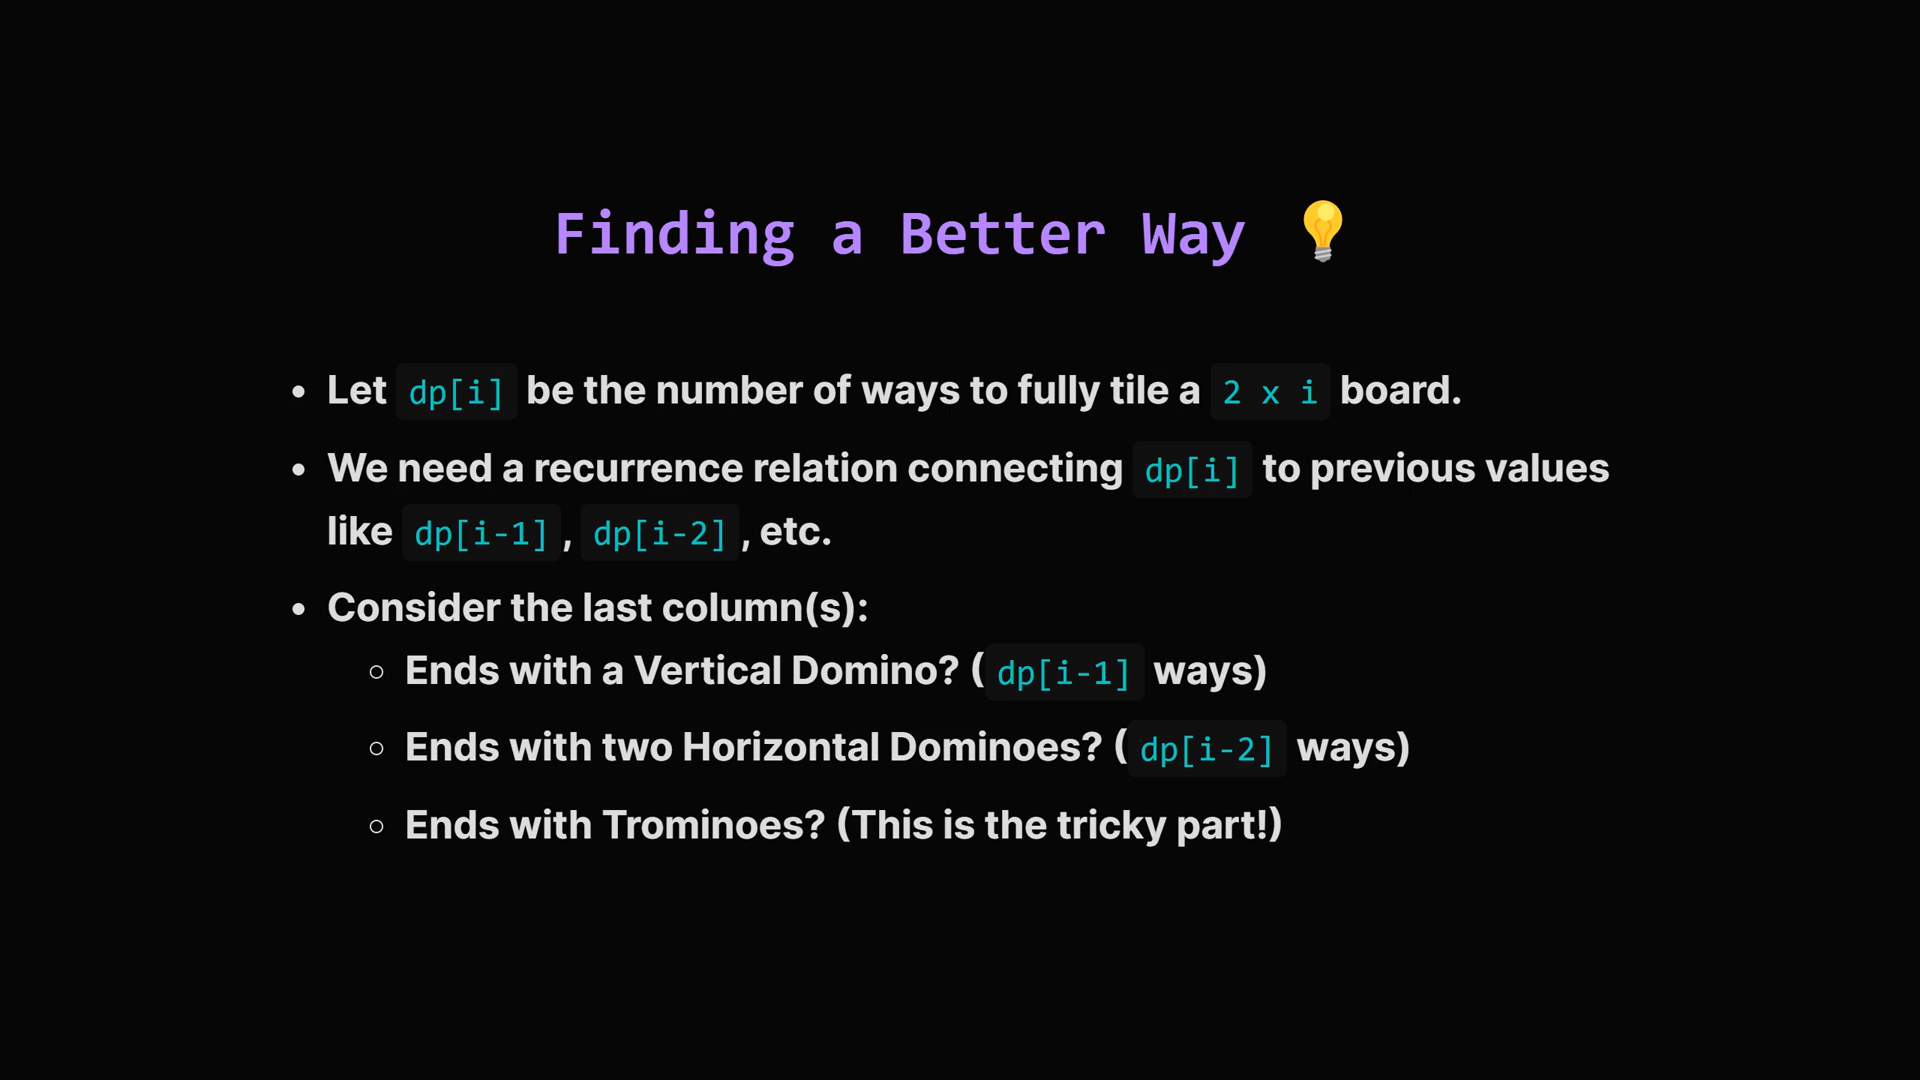 Finding a Better Way 💡
• Let dp[i] be the number of ways to fully tile a 2 x i board.
• We need a recurrence relation connecting dp[i] to previous values
like dp[i-1], dp[i-2], etc.
• Consider the last column(s):
◦ Ends with a Vertical Domino? (dp[i-1] ways)
◦ Ends with two Horizontal Dominoes? (dp[i-2] ways)
◦ Ends with Trominoes? (This is the tricky part!)